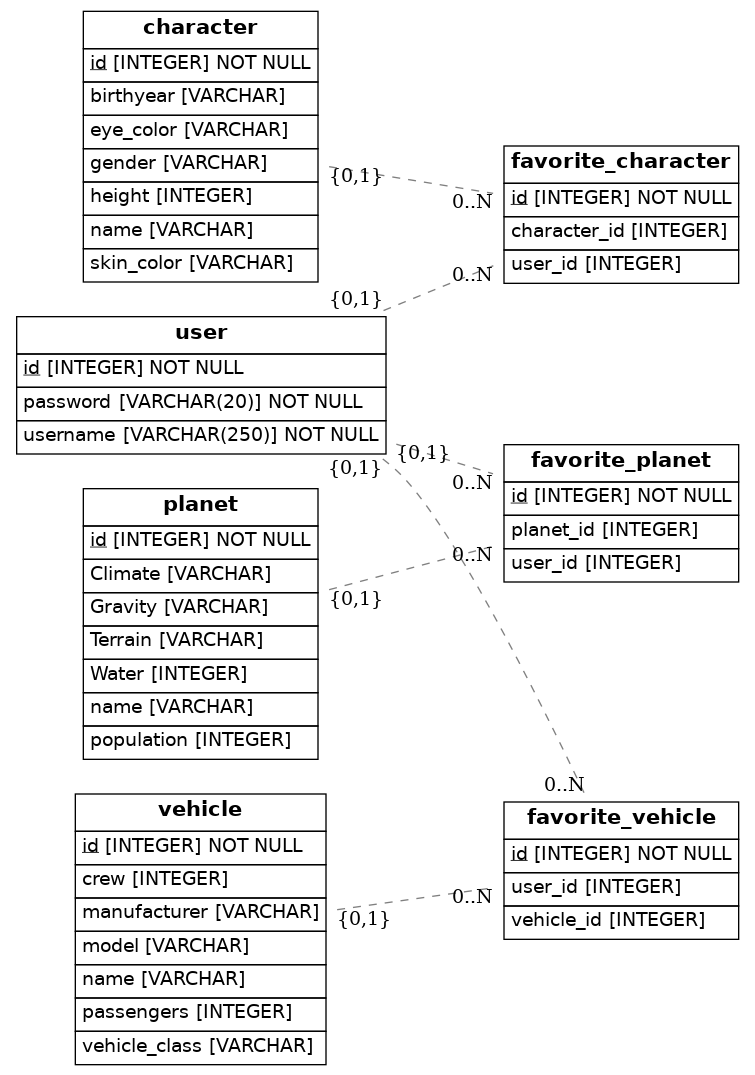 character
id [INTEGER] NOT NULL
birthyear [VARCHAR]
eye_color [VARCHAR]
gender [VARCHAR]
height [INTEGER]
name [VARCHAR]
skin_color [VARCHAR]
{0,1}
0..N
favorite_character
id [INTEGER] NOT NULL
character_id [INTEGER]
user_id [INTEGER]
0..N
{0,1}
user
id [INTEGER] NOT NULL
password [VARCHAR(20)] NOT NULL
username [VARCHAR(250)] NOT NULL
{0,1}
{0,1}
0..N
favorite_planet
id [INTEGER] NOT NULL
planet_id [INTEGER]
user_id [INTEGER]
planet
id [INTEGER] NOT NULL
Climate [VARCHAR]
Gravity [VARCHAR]
Terrain [VARCHAR]
Water [INTEGER]
name [VARCHAR]
population [INTEGER]
0..N
{0,1}
0..N
vehicle
id [INTEGER] NOT NULL
crew [INTEGER]
manufacturer [VARCHAR]
model [VARCHAR]
name [VARCHAR]
passengers [INTEGER]
vehicle_class [VARCHAR]
{0,1}
0..N
favorite_vehicle
id [INTEGER] NOT NULL
user_id [INTEGER]
vehicle_id [INTEGER]